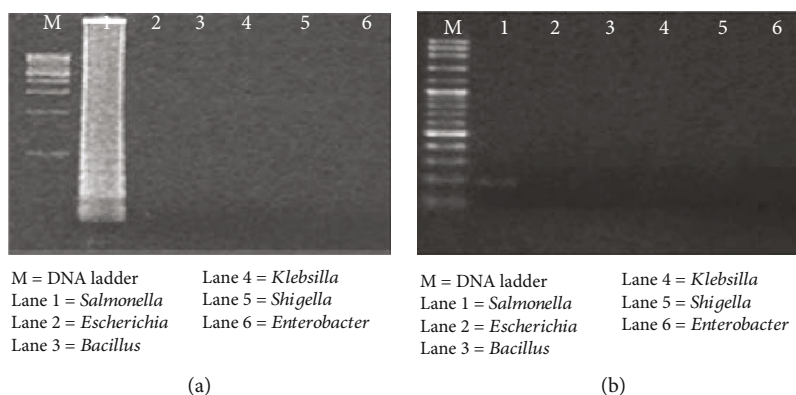 M 1 2 3 4 5 6
M = DNA ladder
Lane 1 = Salmonella
Lane 2 = Escherichia
Lane 3 = Bacillus
Lane 4 = Klebsilla
Lane 5 = Shigella
Lane 6 = Enterobacter
(a)
M 1 2 3 4 5 6
M = DNA ladder
Lane 1 = Salmonella
Lane 2 = Escherichia
Lane 3 = Bacillus
Lane 4 = Klebsilla
Lane 5 = Shigella
Lane 6 = Enterobacter
(b)